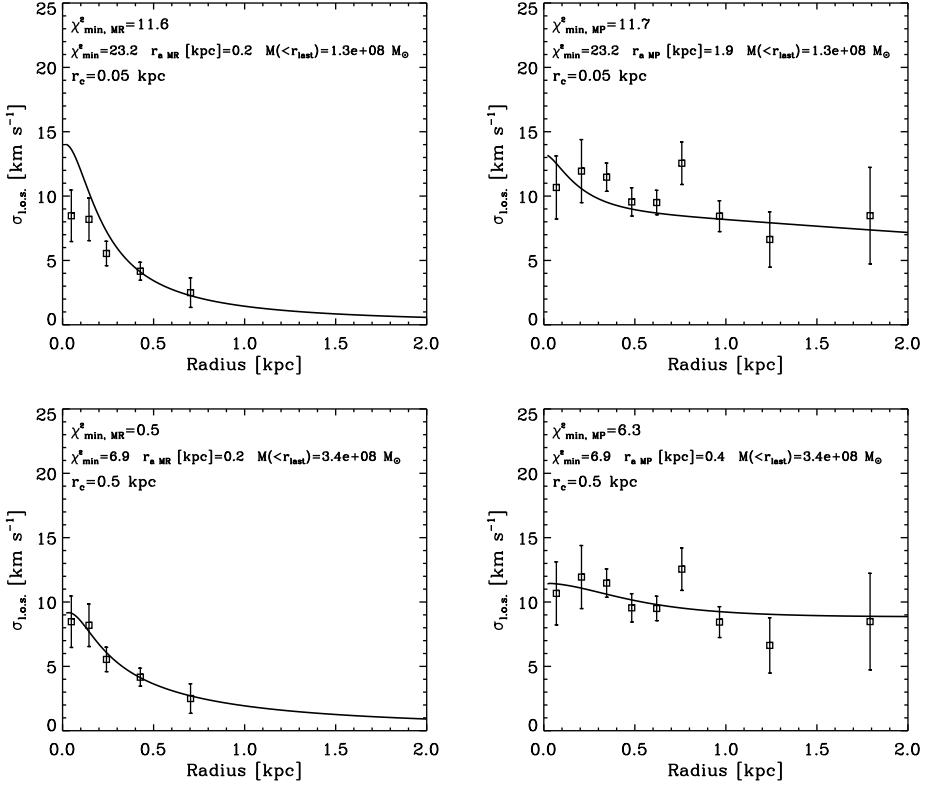 χ²min, MR=11.6
χ²min=23.2 ra MR [kpc]=0.2 M(<rlast)=1.3e+08 M⊙
rc=0.05 kpc
25
20
15
10
5
0
σl.o.s. [km s⁻¹]
0.0 0.5 1.0 1.5 2.0
Radius [kpc]
χ²min, MP=11.7
χ²min=23.2 ra MP [kpc]=1.9 M(<rlast)=1.3e+08 M⊙
rc=0.05 kpc
25
20
15
10
5
0
σl.o.s. [km s⁻¹]
0.0 0.5 1.0 1.5 2.0
Radius [kpc]
χ²min, MR=0.5
χ²min=6.9 ra MR [kpc]=0.2 M(<rlast)=3.4e+08 M⊙
rc=0.5 kpc
25
20
15
10
5
0
σl.o.s. [km s⁻¹]
0.0 0.5 1.0 1.5 2.0
Radius [kpc]
χ²min, MP=6.3
χ²min=6.9 ra MP [kpc]=0.4 M(<rlast)=3.4e+08 M⊙
rc=0.5 kpc
25
20
15
10
5
0
σl.o.s. [km s⁻¹]
0.0 0.5 1.0 1.5 2.0
Radius [kpc]